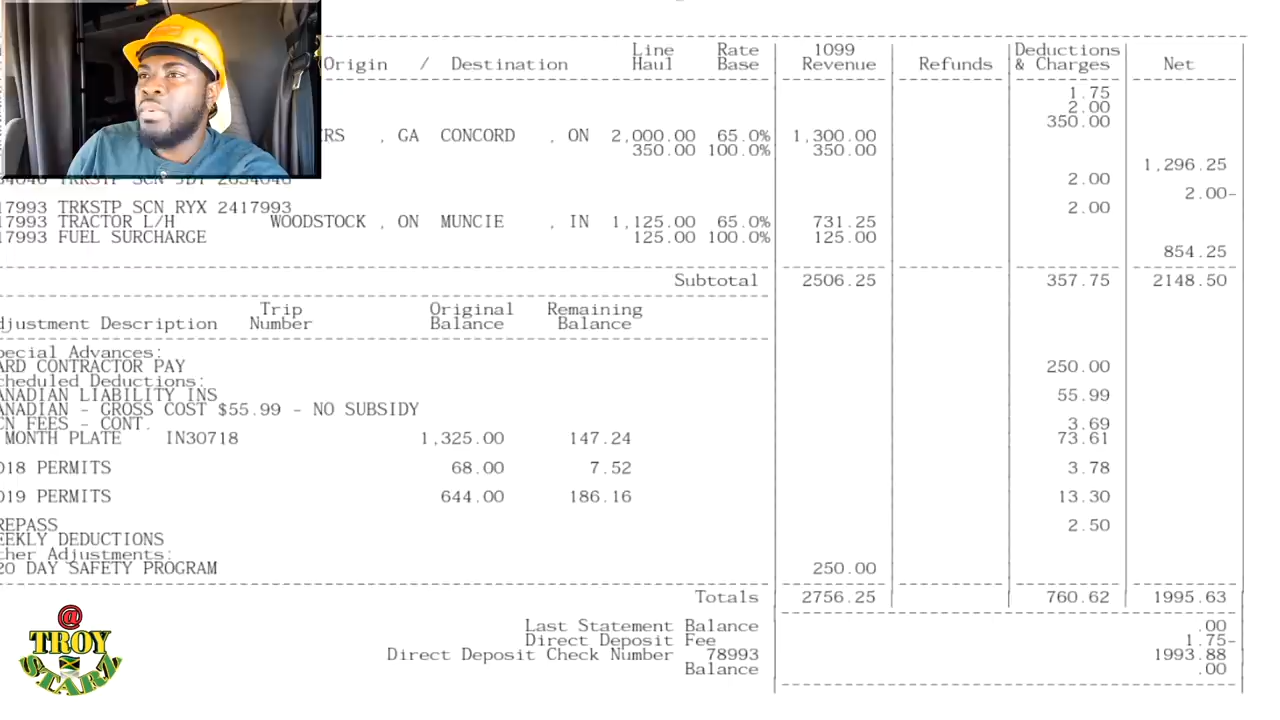 Line Rate 1099 Deductions
Origin / Destination Haul Base Revenue Refunds & Charges Net
1.75
2.00
350.00
RS , GA CONCORD , ON 2,000.00 65.0% 1,300.00
350.00 100.0% 350.00
1,296.25
TRKSTP SCN JDT 2634046 2.00
2.00-
17993 TRKSTP SCN RYX 2417993 2.00
17993 TRACTOR L/H WOODSTOCK , ON MUNCIE , IN 1,125.00 65.0% 731.25
17993 FUEL SURCHARGE 125.00 100.0% 125.00
854.25
Subtotal 2506.25 357.75 2148.50
Trip Original Remaining
djustment Description Number Balance Balance
pecial Advances:
ARD CONTRACTOR PAY 250.00
cheduled Deductions:
ANADIAN LIABILITY INS 55.99
ANADIAN - GROSS COST $55.99 - NO SUBSIDY
CN FEES - CONT. 3.69
MONTH PLATE IN30718 1,325.00 147.24 73.61
018 PERMITS 68.00 7.52 3.78
019 PERMITS 644.00 186.16 13.30
REPASS 2.50
EEKLY DEDUCTIONS
ther Adjustments:
20 DAY SAFETY PROGRAM 250.00
Totals 2756.25 760.62 1995.63
Last Statement Balance .00
Direct Deposit Fee 1.75-
Direct Deposit Check Number 78993 1993.88
Balance .00
@
TROY
STARR